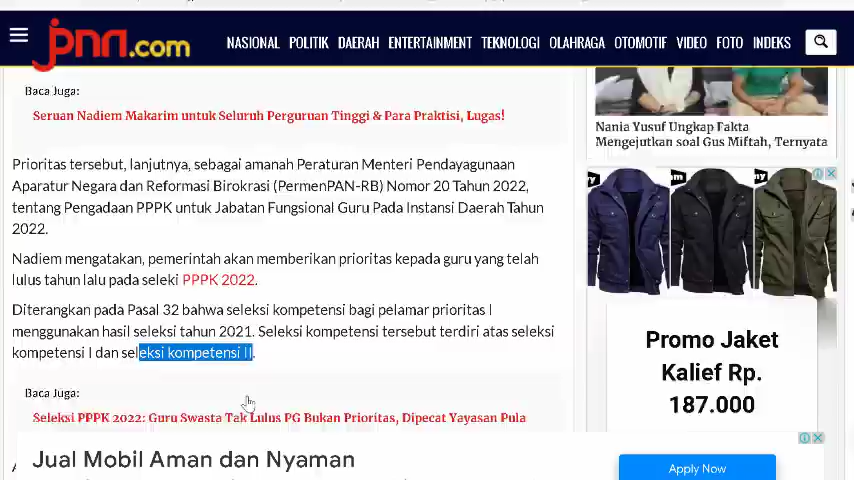 jpnn.com
NASIONAL POLITIK DAERAH ENTERTAINMENT TEKNOLOGI OLAHRAGA OTOMOTIF VIDEO FOTO INDEKS
Baca Juga:
Seruan Nadiem Makarim untuk Seluruh Perguruan Tinggi & Para Praktisi, Lugas!
Prioritas tersebut, lanjutnya, sebagai amanah Peraturan Menteri Pendayagunaan
Aparatur Negara dan Reformasi Birokrasi (PermenPAN-RB) Nomor 20 Tahun 2022,
tentang Pengadaan PPPK untuk Jabatan Fungsional Guru Pada Instansi Daerah Tahun
2022.
Nadiem mengatakan, pemerintah akan memberikan prioritas kepada guru yang telah
lulus tahun lalu pada seleki PPPK 2022.
Diterangkan pada Pasal 32 bahwa seleksi kompetensi bagi pelamar prioritas I
menggunakan hasil seleksi tahun 2021. Seleksi kompetensi tersebut terdiri atas seleksi
kompetensi I dan seleksi kompetensi II.
Baca Juga:
Seleksi PPPK 2022: Guru Swasta Tak Lulus PG Bukan Prioritas, Dipecat Yayasan Pula
Nania Yusuf Ungkap Fakta
Mengejutkan soal Gus Miftah, Ternyata
Promo Jaket
Kalief Rp.
187.000
Jual Mobil Aman dan Nyaman
Apply Now